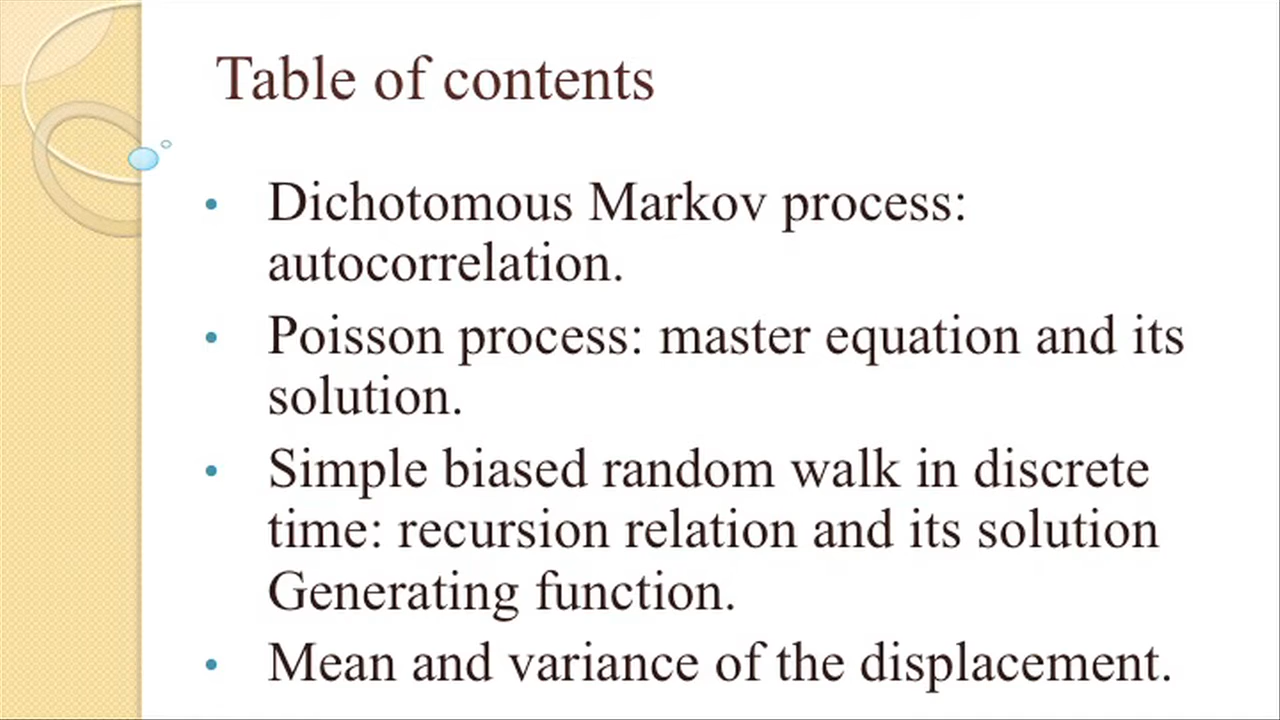 Table of contents
• Dichotomous Markov process:
autocorrelation.
• Poisson process: master equation and its
solution.
• Simple biased random walk in discrete
time: recursion relation and its solution
Generating function.
• Mean and variance of the displacement.